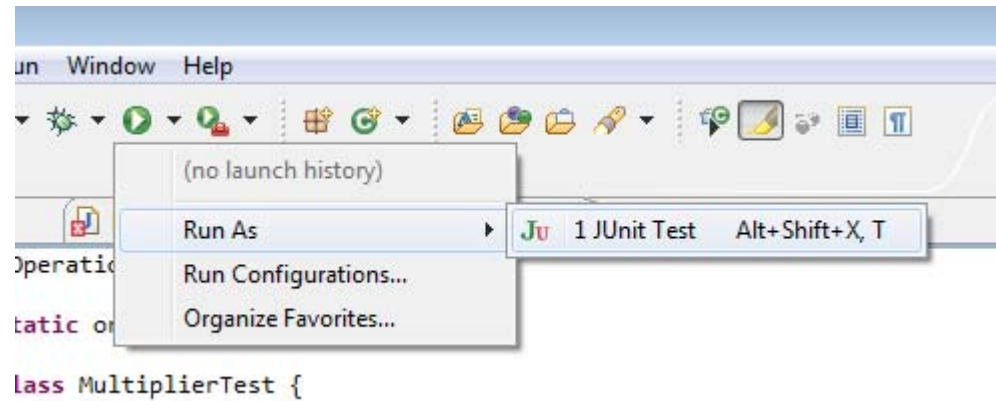 un Window Help
(no launch history)
Run As
JU 1 JUnit Test Alt+Shift+X, T
Run Configurations...
Organize Favorites...
Operatio
tatic or
lass MultiplierTest {